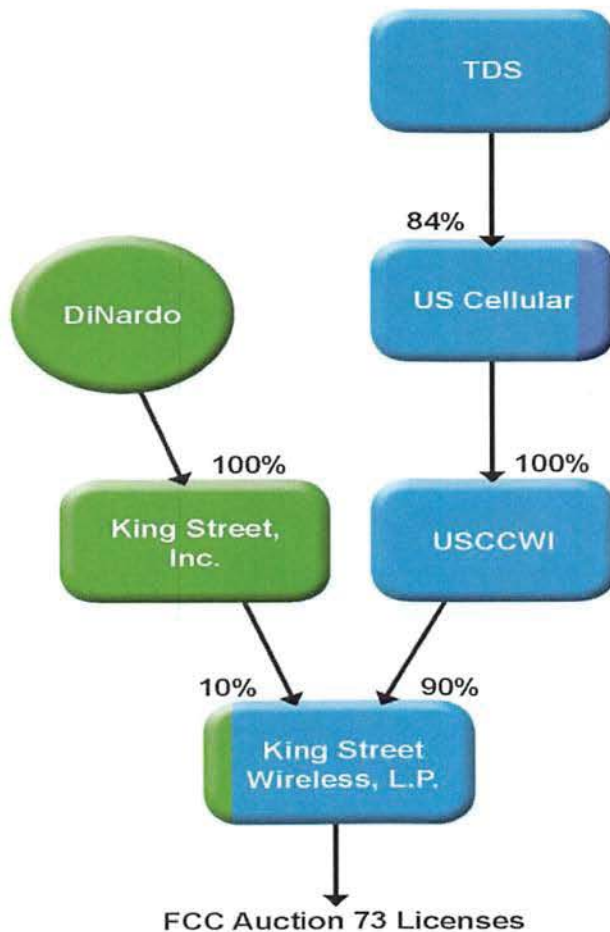 TDS
84%
US Cellular
DiNardo
100%
100%
King Street,
Inc.
USCCWI
10%
90%
King Street
Wireless, L.P.
FCC Auction 73 Licenses